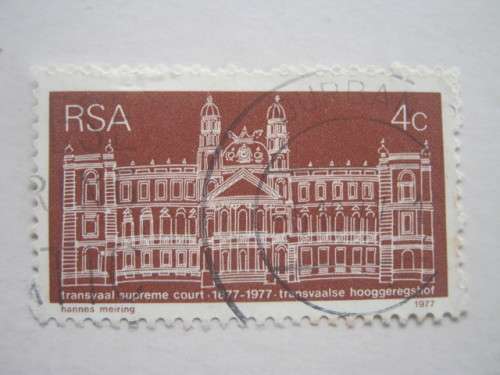 RSA 4c
transvaal supreme court · 1877-1977 · transvaalse hooggeregshof
hannes meiring 1977